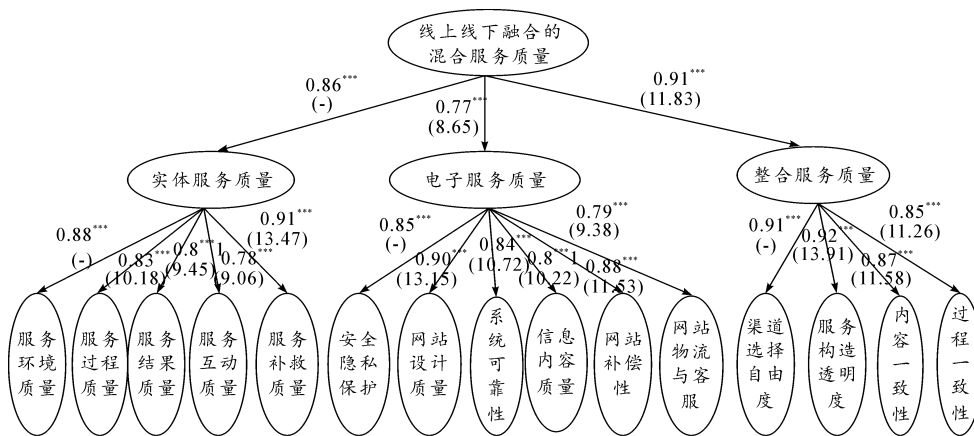 线上线下融合的
混合服务质量
0.86***
(-)
0.77***
(8.65)
0.91***
(11.83)
实体服务质量
电子服务质量
整合服务质量
0.88***
(-)
0.83***
(10.18)
0.8***1
(9.45)
0.78***
(9.06)
0.91***
(13.47)
0.85***
(-)
0.90***
(13.15)
0.84***
(10.72)
0.8***1
(10.22)
0.88***
(11.53)
0.79***
(9.38)
0.91***
(-)
0.92***
(13.91)
0.87***
(11.58)
0.85***
(11.26)
服务
环境
质量
服务
过程
质量
服务
结果
质量
服务
互动
质量
服务
补救
质量
安全
隐私
保护
网站
设计
质量
系
统
可
靠
性
信息
内容
质量
网站
补偿
性
网站
物流
与客
服
渠道
选择
自由
度
服务
构造
透明
度
内
容
一
致
性
过
程
一
致
性